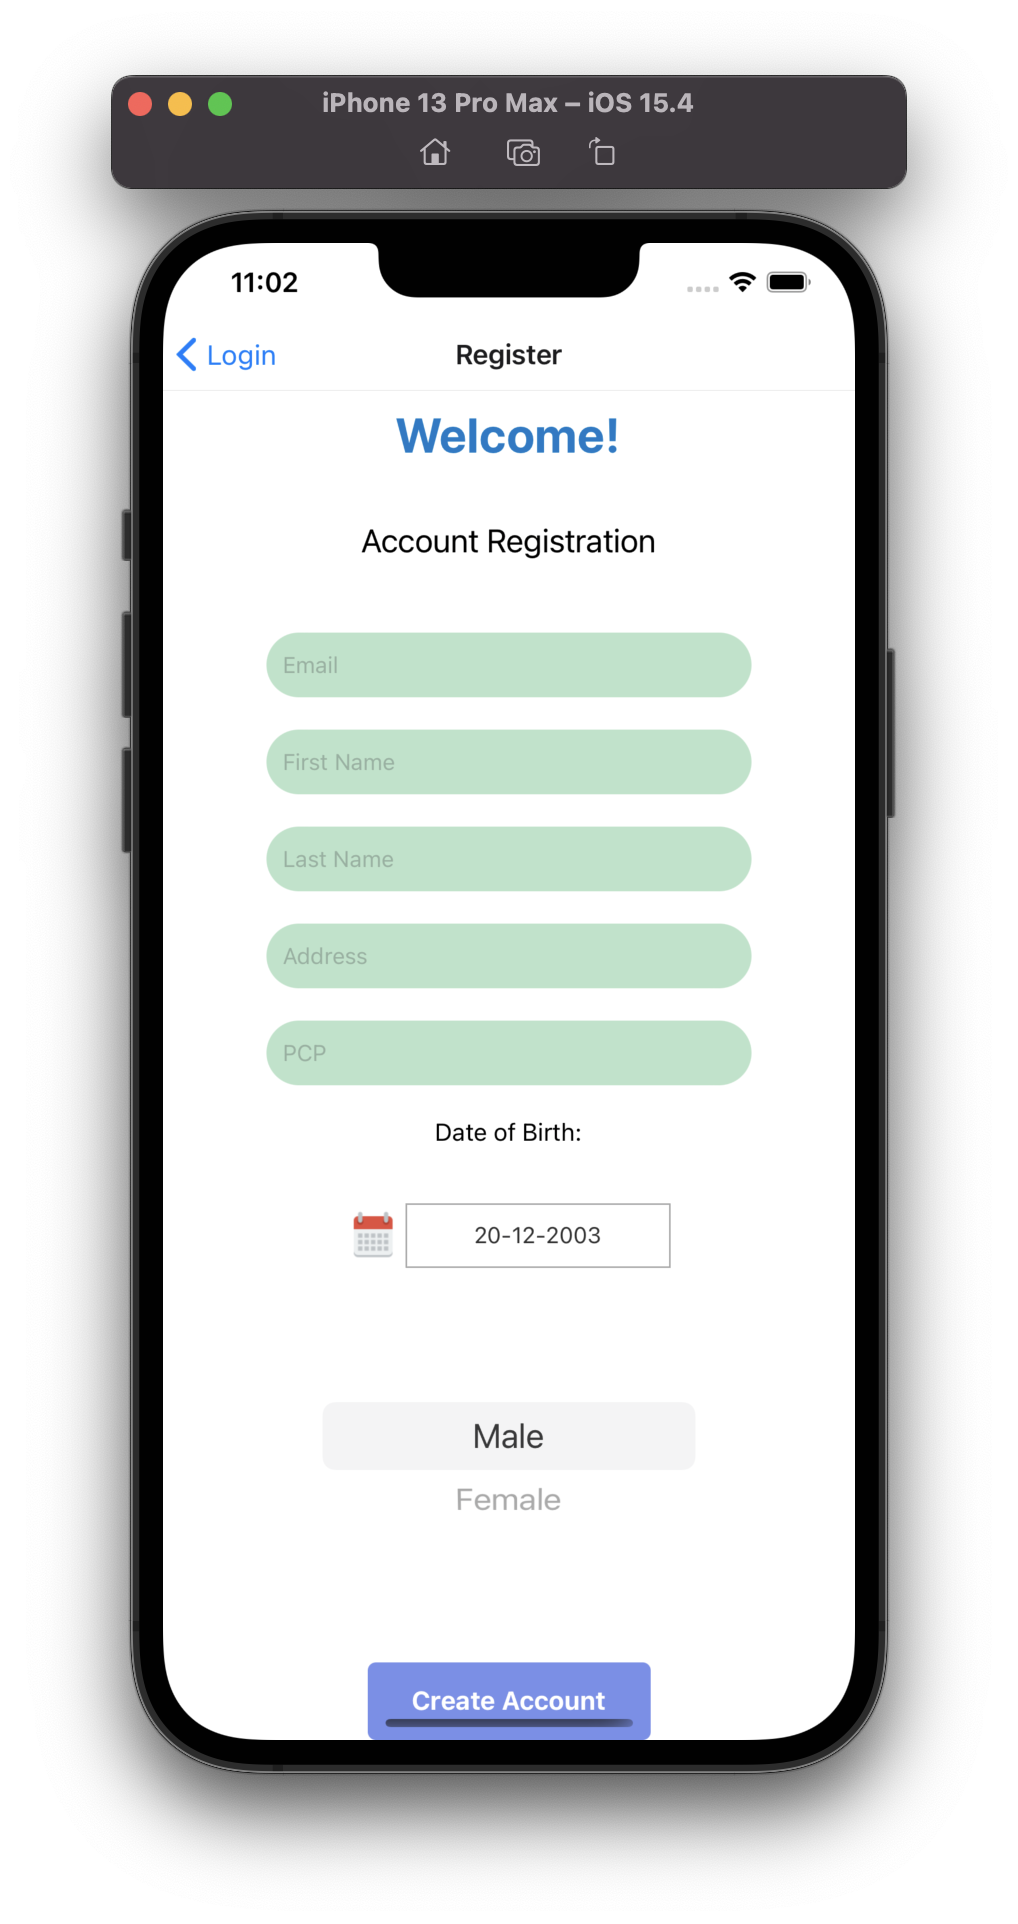 iPhone 13 Pro Max – iOS 15.4
11:02
Login
Register
Welcome!
Account Registration
Email
First Name
Last Name
Address
PCP
Date of Birth:
20-12-2003
Male
Female
Create Account